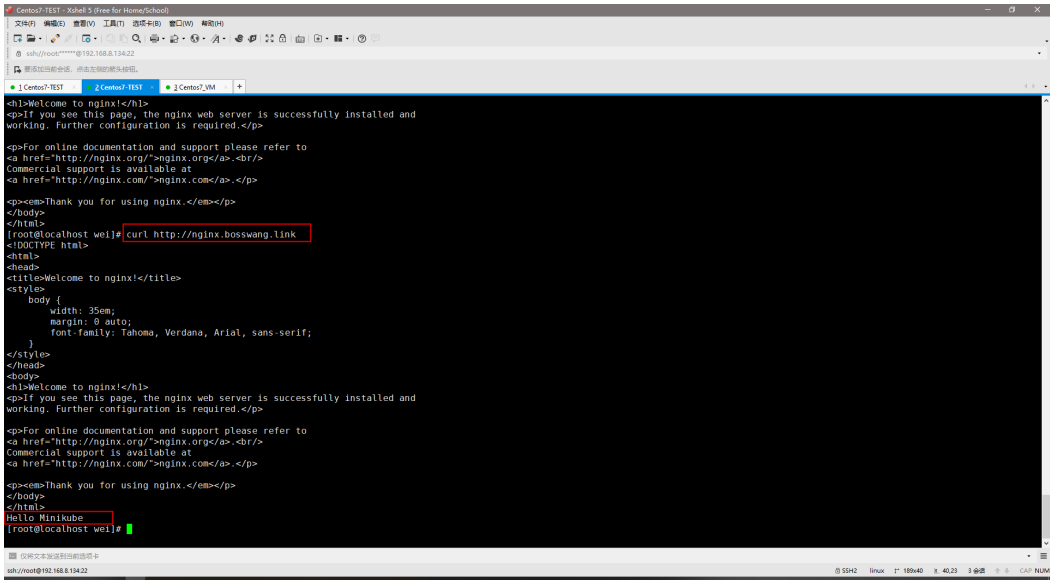 Centos7-TEST - Xshell 5 (Free for Home/School)
文件(F) 编辑(E) 查看(V) 工具(T) 选项卡(B) 窗口(W) 帮助(H)
ssh://root:******@192.168.8.134:22
要添加当前会话，点击左侧的箭头按钮。
1 Centos7-TEST 2 Centos7-TEST 3 Centos7_VM +
<h1>Welcome to nginx!</h1>
<p>If you see this page, the nginx web server is successfully installed and
working. Further configuration is required.</p>
<p>For online documentation and support please refer to
<a href="http://nginx.org/">nginx.org</a>.<br/>
Commercial support is available at
<a href="http://nginx.com/">nginx.com</a>.</p>
<p><em>Thank you for using nginx.</em></p>
</body>
</html>
[root@localhost wei]# curl http://nginx.bosswang.link
<!DOCTYPE html>
<html>
<head>
<title>Welcome to nginx!</title>
<style>
body {
width: 35em;
margin: 0 auto;
font-family: Tahoma, Verdana, Arial, sans-serif;
}
</style>
</head>
<body>
<h1>Welcome to nginx!</h1>
<p>If you see this page, the nginx web server is successfully installed and
working. Further configuration is required.</p>
<p>For online documentation and support please refer to
<a href="http://nginx.org/">nginx.org</a>.<br/>
Commercial support is available at
<a href="http://nginx.com/">nginx.com</a>.</p>
<p><em>Thank you for using nginx.</em></p>
</body>
</html>
Hello Minikube
[root@localhost wei]#
仅将文本发送到当前选项卡
ssh://root@192.168.8.134:22 SSH2 linux 189x40 40,23 3 会话 CAP NUM